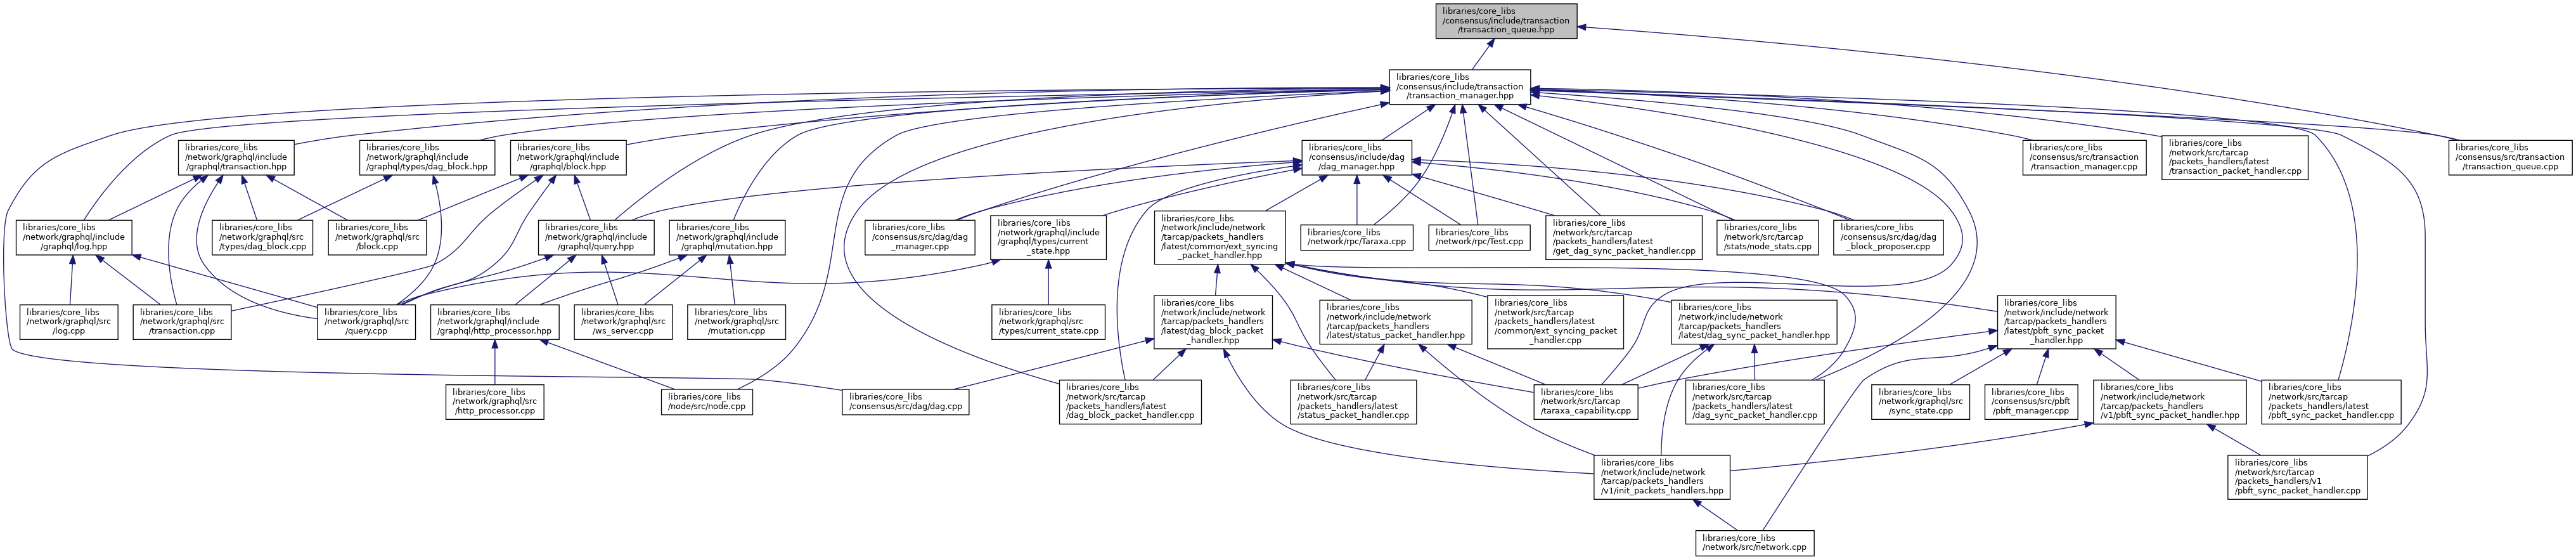 libraries/core_libs
/consensus/include/transaction
/transaction_queue.hpp
libraries/core_libs
/consensus/include/transaction
/transaction_manager.hpp
libraries/core_libs
/network/graphql/include
/graphql/transaction.hpp
libraries/core_libs
/network/graphql/include
/graphql/types/dag_block.hpp
libraries/core_libs
/network/graphql/include
/graphql/block.hpp
libraries/core_libs
/consensus/include/dag
/dag_manager.hpp
libraries/core_libs
/consensus/src/transaction
/transaction_manager.cpp
libraries/core_libs
/network/src/tarcap
/packets_handlers/latest
/transaction_packet_handler.cpp
libraries/core_libs
/consensus/src/transaction
/transaction_queue.cpp
libraries/core_libs
/network/graphql/include
/graphql/log.hpp
libraries/core_libs
/network/graphql/src
/types/dag_block.cpp
libraries/core_libs
/network/graphql/src
/block.cpp
libraries/core_libs
/network/graphql/include
/graphql/query.hpp
libraries/core_libs
/network/graphql/include
/graphql/mutation.hpp
libraries/core_libs
/consensus/src/dag/dag
_manager.cpp
libraries/core_libs
/network/graphql/include
/graphql/types/current
_state.hpp
libraries/core_libs
/network/include/network
/tarcap/packets_handlers
/latest/common/ext_syncing
_packet_handler.hpp
libraries/core_libs
/network/rpc/Taraxa.cpp
libraries/core_libs
/network/rpc/Test.cpp
libraries/core_libs
/network/src/tarcap
/packets_handlers/latest
/get_dag_sync_packet_handler.cpp
libraries/core_libs
/network/src/tarcap
/stats/node_stats.cpp
libraries/core_libs
/consensus/src/dag/dag
_block_proposer.cpp
libraries/core_libs
/network/graphql/src
/log.cpp
libraries/core_libs
/network/graphql/src
/transaction.cpp
libraries/core_libs
/network/graphql/src
/query.cpp
libraries/core_libs
/network/graphql/include
/graphql/http_processor.hpp
libraries/core_libs
/network/graphql/src
/ws_server.cpp
libraries/core_libs
/network/graphql/src
/mutation.cpp
libraries/core_libs
/network/graphql/src
/types/current_state.cpp
libraries/core_libs
/network/include/network
/tarcap/packets_handlers
/latest/dag_block_packet
_handler.hpp
libraries/core_libs
/network/include/network
/tarcap/packets_handlers
/latest/status_packet_handler.hpp
libraries/core_libs
/network/src/tarcap
/packets_handlers/latest
/common/ext_syncing_packet
_handler.cpp
libraries/core_libs
/network/include/network
/tarcap/packets_handlers
/latest/dag_sync_packet_handler.hpp
libraries/core_libs
/network/include/network
/tarcap/packets_handlers
/latest/pbft_sync_packet
_handler.hpp
libraries/core_libs
/network/graphql/src
/http_processor.cpp
libraries/core_libs
/node/src/node.cpp
libraries/core_libs
/consensus/src/dag/dag.cpp
libraries/core_libs
/network/src/tarcap
/packets_handlers/latest
/dag_block_packet_handler.cpp
libraries/core_libs
/network/src/tarcap
/packets_handlers/latest
/status_packet_handler.cpp
libraries/core_libs
/network/src/tarcap
/taraxa_capability.cpp
libraries/core_libs
/network/src/tarcap
/packets_handlers/latest
/dag_sync_packet_handler.cpp
libraries/core_libs
/network/graphql/src
/sync_state.cpp
libraries/core_libs
/consensus/src/pbft
/pbft_manager.cpp
libraries/core_libs
/network/include/network
/tarcap/packets_handlers
/v1/pbft_sync_packet_handler.hpp
libraries/core_libs
/network/src/tarcap
/packets_handlers/latest
/pbft_sync_packet_handler.cpp
libraries/core_libs
/network/include/network
/tarcap/packets_handlers
/v1/init_packets_handlers.hpp
libraries/core_libs
/network/src/tarcap
/packets_handlers/v1
/pbft_sync_packet_handler.cpp
libraries/core_libs
/network/src/network.cpp